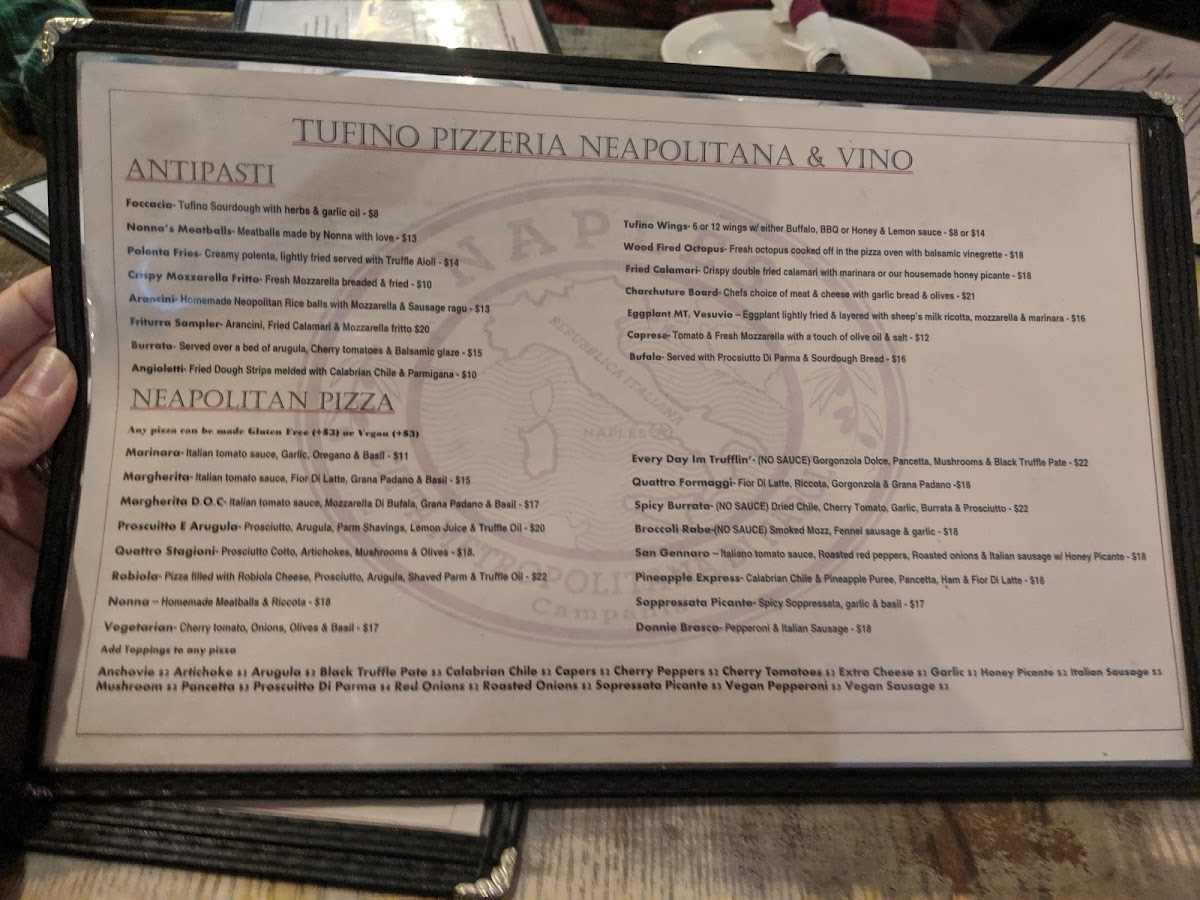 TUFINO PIZZERIA NEAPOLITANA & VINO
ANTIPASTI
Foccacia- Tufino Sourdough with herbs & garlic oil - $8
Nonna's Meatballs- Meatballs made by Nonna with love - $13
Polenta Fries- Creamy polenta, lightly fried served with Truffle Aioli - $14
Crispy Mozzarella Fritto- Fresh Mozzarella breaded & fried - $10
Arancini- Homemade Neopolitan Rice balls with Mozzarella & Sausage ragu - $13
Friturra Sampler- Arancini, Fried Calamari & Mozzarella fritto $20
Burrata- Served over a bed of arugula, Cherry tomatoes & Balsamic glaze - $15
Angioletti- Fried Dough Strips melded with Calabrian Chile & Parmigana - $10
Tufino Wings- 6 or 12 wings w/ either Buffalo, BBQ or Honey & Lemon sauce - $8 or $14
Wood Fired Octopus- Fresh octopus cooked off in the pizza oven with balsamic vinegrette - $18
Fried Calamari- Crispy double fried calamari with marinara or our housemade honey picante - $18
Charchuture Board- Chefs choice of meat & cheese with garlic bread & olives - $21
Eggplant MT. Vesuvio – Eggplant lightly fried & layered with sheep's milk ricotta, mozzarella & marinara - $16
Caprese- Tomato & Fresh Mozzarella with a touch of olive oil & salt - $12
Bufala- Served with Procsiutto Di Parma & Sourdough Bread - $16
NEAPOLITAN PIZZA
Any pizza can be made Gluten Free (+$3) or Vegan (+$3)
Marinara- Italian tomato sauce, Garlic, Oregano & Basil - $11
Margherita- Italian tomato sauce, Fior Di Latte, Grana Padano & Basil - $15
Margherita D.O.C- Italian tomato sauce, Mozzarella Di Bufala, Grana Padano & Basil - $17
Proscuitto E Arugula- Prosciutto, Arugula, Parm Shavings, Lemon Juice & Truffle Oil - $20
Quattro Stagioni- Prosciutto Cotto, Artichokes, Mushrooms & Olives - $18.
Robiola- Pizza filled with Robiola Cheese, Prosciutto, Arugula, Shaved Parm & Truffle Oil - $22
Nonna – Homemade Meatballs & Riccota - $18
Vegetarian- Cherry tomato, Onions, Olives & Basil - $17
Every Day Im Trufflin'- (NO SAUCE) Gorgonzola Dolce, Pancetta, Mushrooms & Black Truffle Pate - $22
Quattro Formaggi- Fior Di Latte, Riccota, Gorgonzola & Grana Padano -$18
Spicy Burrata- (NO SAUCE) Dried Chile, Cherry Tomato, Garlic, Burrata & Prosciutto - $22
Broccoli Rabe-(NO SAUCE) Smoked Mozz, Fennel sausage & garlic - $18
San Gennaro – Italiano tomato sauce, Roasted red peppers, Roasted onions & Italian sausage w/ Honey Picante - $18
Pineapple Express- Calabrian Chile & Pineapple Puree, Pancetta, Ham & Fior Di Latte - $18
Soppressata Picante- Spicy Soppressata, garlic & basil - $17
Donnie Brasco- Pepperoni & Italian Sausage - $18
Add Toppings to any pizza
Anchovie $2 Artichoke $2 Arugula $2 Black Truffle Pate $3 Calabrian Chile $2 Capers $2 Cherry Peppers $2 Cherry Tomatoes $2 Extra Cheese $2 Garlic $2 Honey Picante $2 Italian Sausage $3
Mushroom $2 Pancetta $3 Proscuitto Di Parma $4 Red Onions $2 Roasted Onions $2 Sopressata Picante $3 Vegan Pepperoni $3 Vegan Sausage $3
NAPLES
REPUBBLICA ITALIANA
NAPLES
Campania